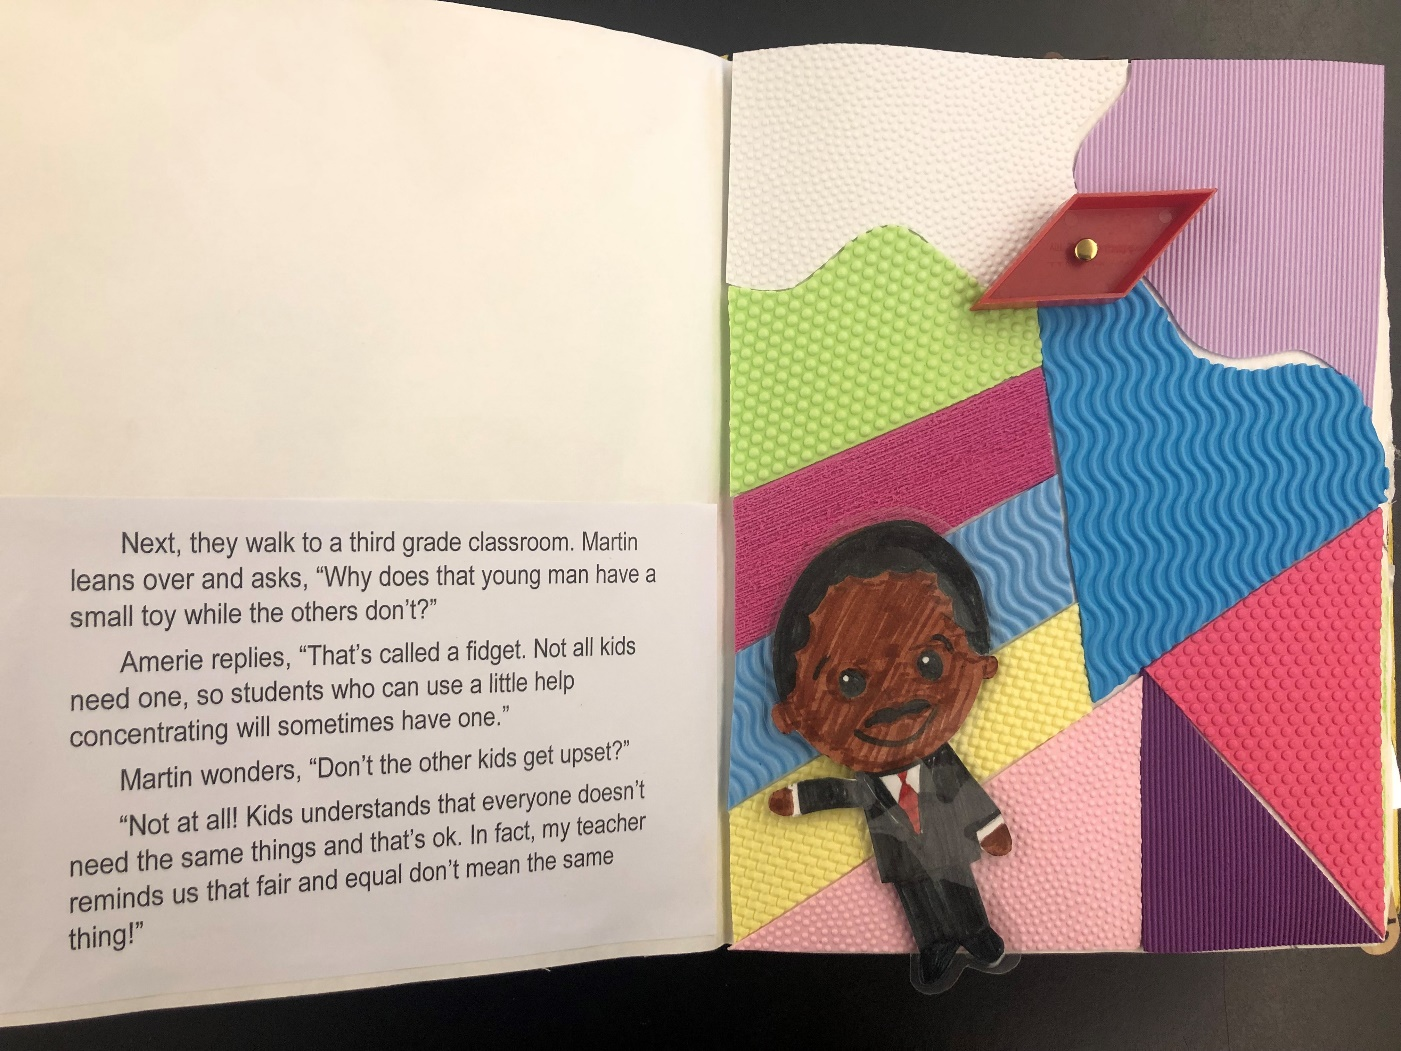 Next, they walk to a third grade classroom. Martin
leans over and asks, “Why does that young man have a
small toy while the others don’t?”
Amerie replies, “That’s called a fidget. Not all kids
need one, so students who can use a little help
concentrating will sometimes have one.”
Martin wonders, “Don’t the other kids get upset?”
“Not at all! Kids understands that everyone doesn’t
need the same things and that’s ok. In fact, my teacher
reminds us that fair and equal don’t mean the same
thing!”